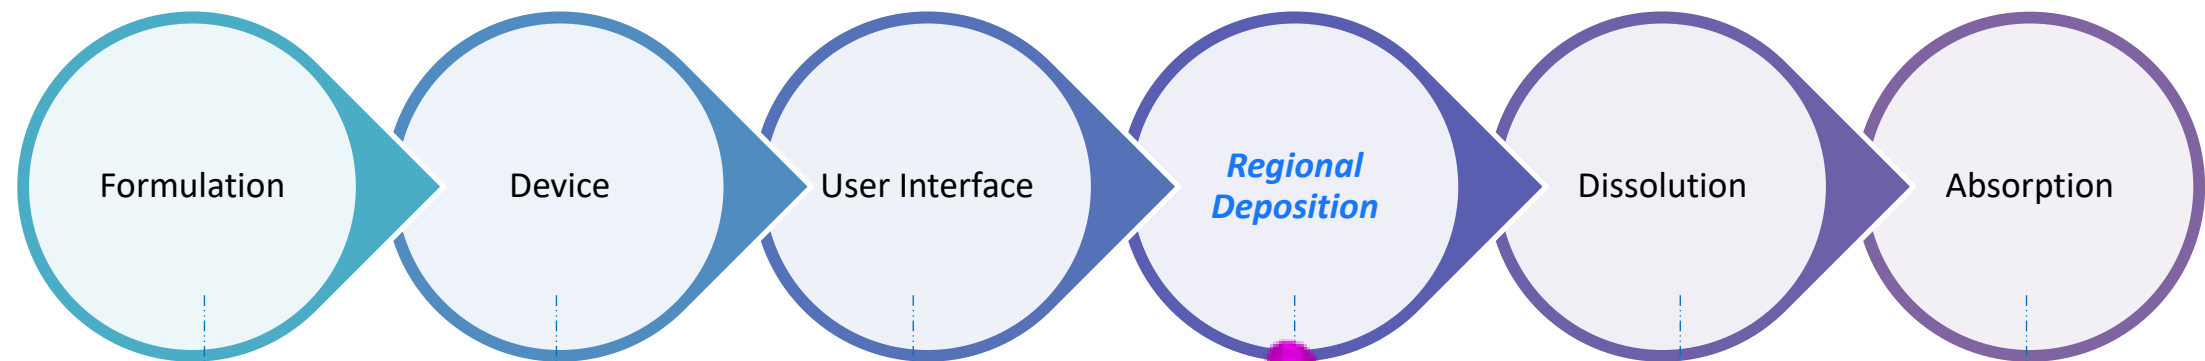 Formulation
Device
User Interface
Regional
Deposition
Dissolution
Absorption